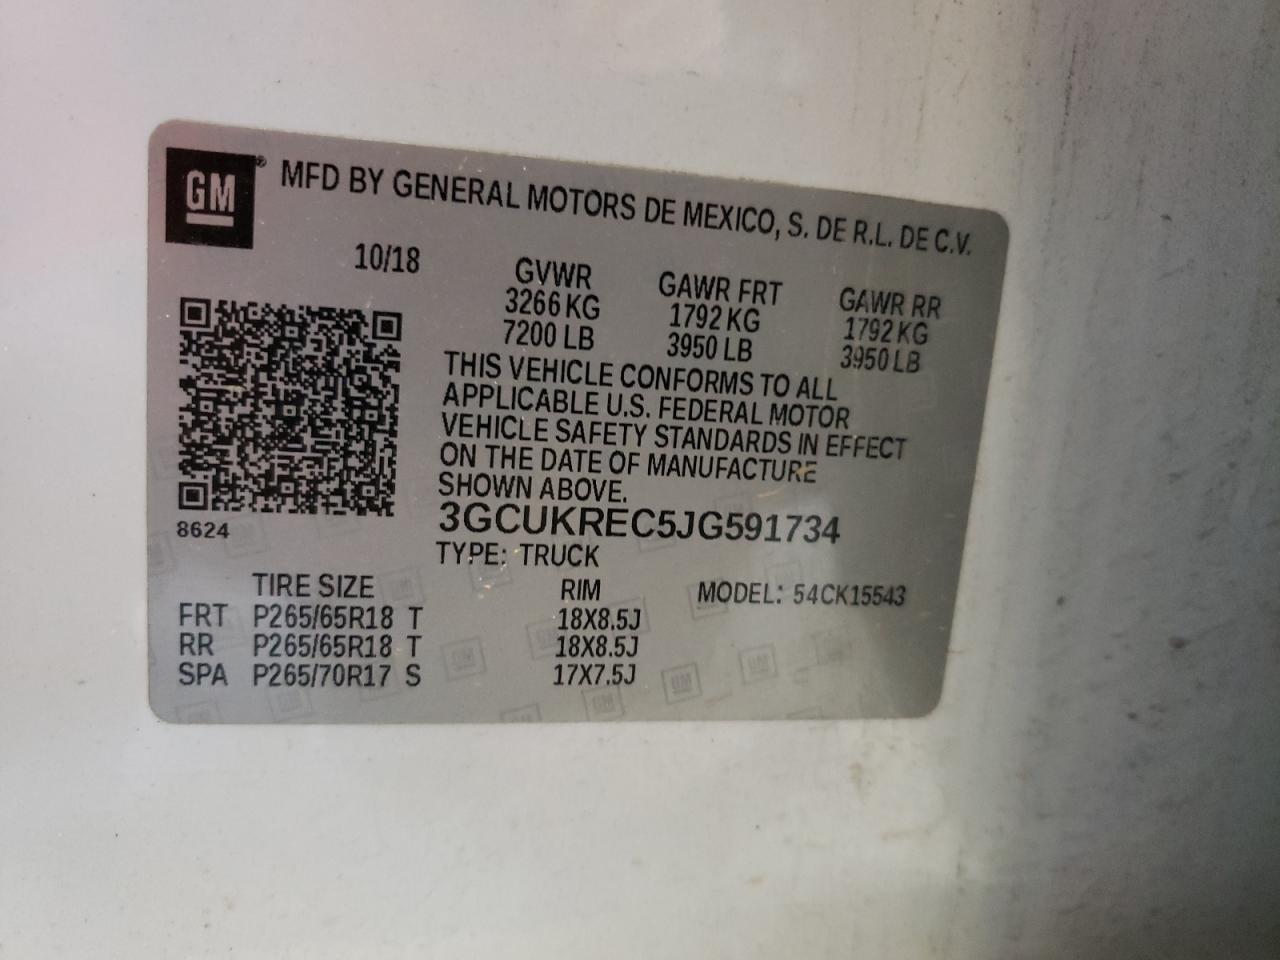 GM® MFD BY GENERAL MOTORS DE MEXICO, S. DE R.L. DE C.V.
10/18 GVWR GAWR FRT GAWR RR
3266 KG 1792 KG 1792 KG
7200 LB 3950 LB 3950 LB
THIS VEHICLE CONFORMS TO ALL
APPLICABLE U.S. FEDERAL MOTOR
VEHICLE SAFETY STANDARDS IN EFFECT
ON THE DATE OF MANUFACTURE
SHOWN ABOVE.
8624 3GCUKREC5JG591734
TYPE: TRUCK
TIRE SIZE RIM MODEL: 54CK15543
FRT P265/65R18 T 18X8.5J
RR P265/65R18 T 18X8.5J
SPA P265/70R17 S 17X7.5J